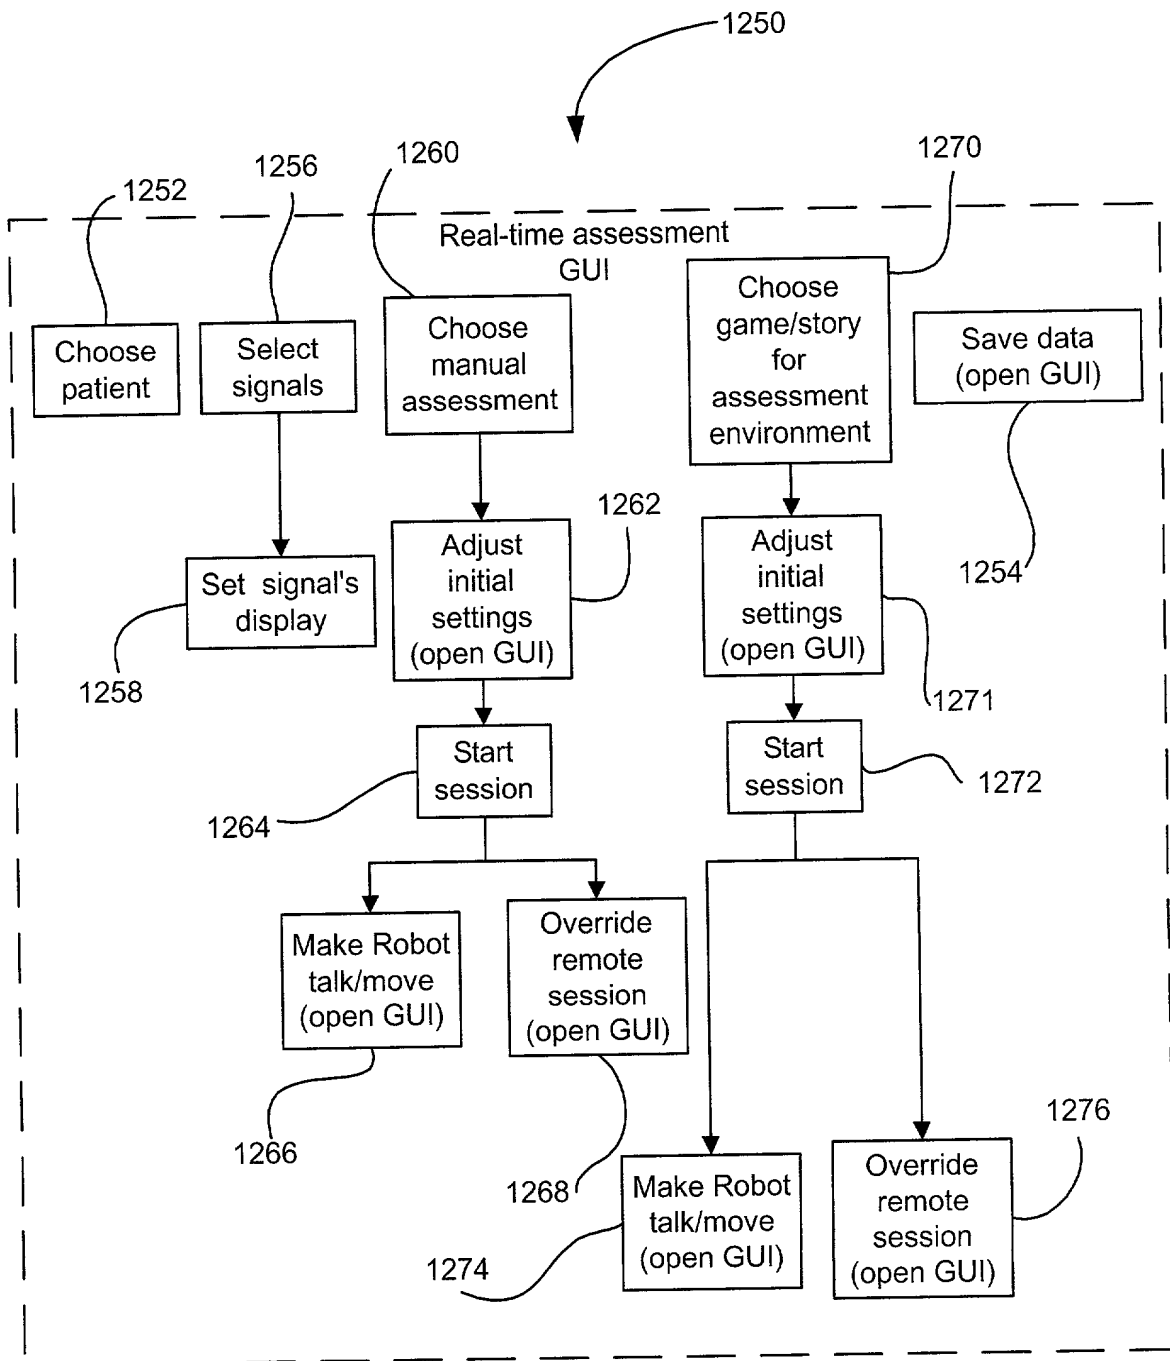 1250
1260
1270
1256
1252
Real-time assessment
GUI
Choose
patient
Select
signals
Choose
manual
assessment
Choose
game/story
for
assessment
environment
Save data
(open GUI)
1262
1254
Set signal's
display
Adjust
initial
settings
(open GUI)
Adjust
initial
settings
(open GUI)
1258
1271
Start
session
Start
session
1264
1272
Make Robot
talk/move
(open GUI)
Override
remote
session
(open GUI)
1266
1268
1276
Make Robot
talk/move
(open GUI)
Override
remote
session
(open GUI)
1274